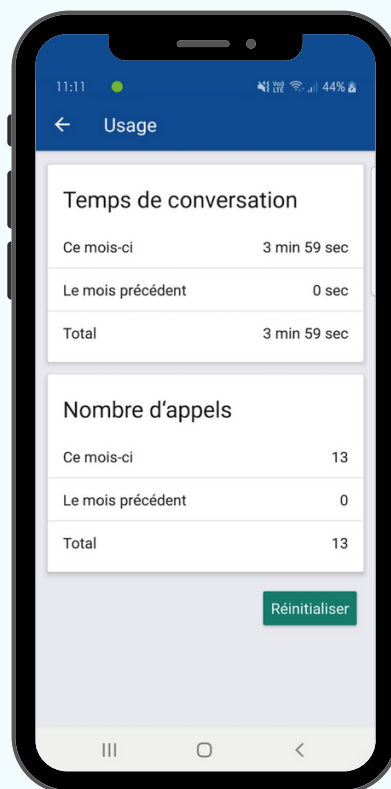 11:11 44%
Usage
Temps de conversation
Ce mois-ci 3 min 59 sec
Le mois précédent 0 sec
Total 3 min 59 sec
Nombre d'appels
Ce mois-ci 13
Le mois précédent 0
Total 13
Réinitialiser